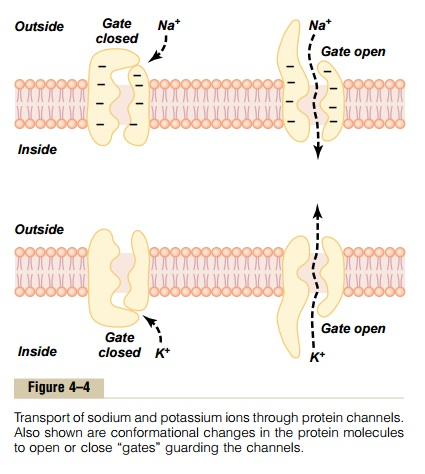 Outside
Gate
closed
Na+
Na+
Gate open
– – – – – – – – – – –
Inside
Outside
Gate
closed
K+
Gate open
K+
Inside
Figure 4–4
Transport of sodium and potassium ions through protein channels.
Also shown are conformational changes in the protein molecules
to open or close “gates” guarding the channels.